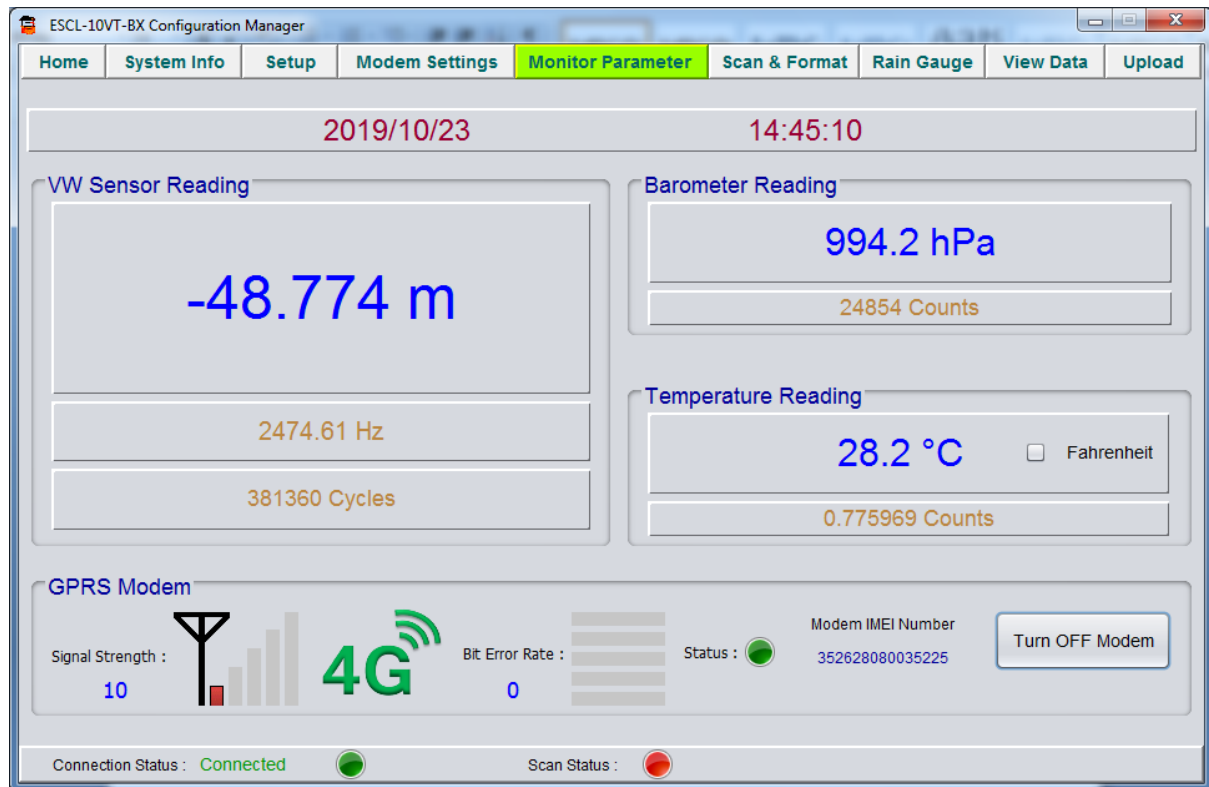 ESCL-10VT-BX Configuration Manager
Home System Info Setup Modem Settings Monitor Parameter Scan & Format Rain Gauge View Data Upload
2019/10/23 14:45:10
VW Sensor Reading
-48.774 m
2474.61 Hz
381360 Cycles
Barometer Reading
994.2 hPa
24854 Counts
Temperature Reading
28.2 °C Fahrenheit
0.775969 Counts
GPRS Modem
Signal Strength :
10
4G
Bit Error Rate :
0
Status :
Modem IMEI Number
352628080035225
Turn OFF Modem
Connection Status : Connected Scan Status :